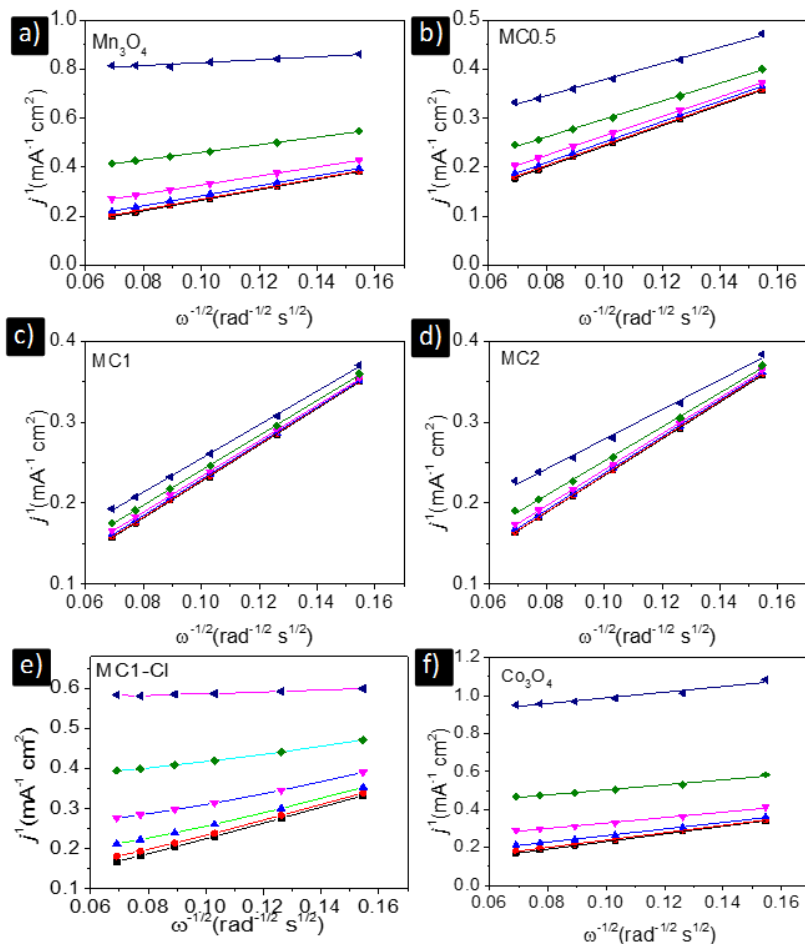 a)
Mn₃O₄
1.0
0.8
0.6
0.4
0.2
0.0
0.06 0.08 0.10 0.12 0.14 0.16
j⁻¹(mA⁻¹ cm²)
ω⁻¹/²(rad⁻¹/² s¹/²)
b)
MC0.5
0.5
0.4
0.3
0.2
0.1
0.0
0.06 0.08 0.10 0.12 0.14 0.16
j⁻¹(mA⁻¹ cm²)
ω⁻¹/²(rad⁻¹/² s¹/²)
c)
MC1
0.4
0.3
0.2
0.1
0.06 0.08 0.10 0.12 0.14 0.16
j⁻¹(mA⁻¹ cm²)
ω⁻¹/²(rad⁻¹/² s¹/²)
d)
MC2
0.4
0.3
0.2
0.1
0.06 0.08 0.10 0.12 0.14 0.16
j⁻¹(mA⁻¹ cm²)
ω⁻¹/²(rad⁻¹/² s¹/²)
e)
MC1-Cl
0.6
0.5
0.4
0.3
0.2
0.1
0.06 0.08 0.10 0.12 0.14 0.16
j⁻¹(mA⁻¹ cm²)
ω⁻¹/²(rad⁻¹/² s¹/²)
f)
Co₃O₄
1.2
1.0
0.8
0.6
0.4
0.2
0.0
0.06 0.08 0.10 0.12 0.14 0.16
j⁻¹(mA⁻¹ cm²)
ω⁻¹/²(rad⁻¹/² s¹/²)